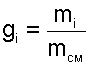 gᵢ = mᵢ / mсм